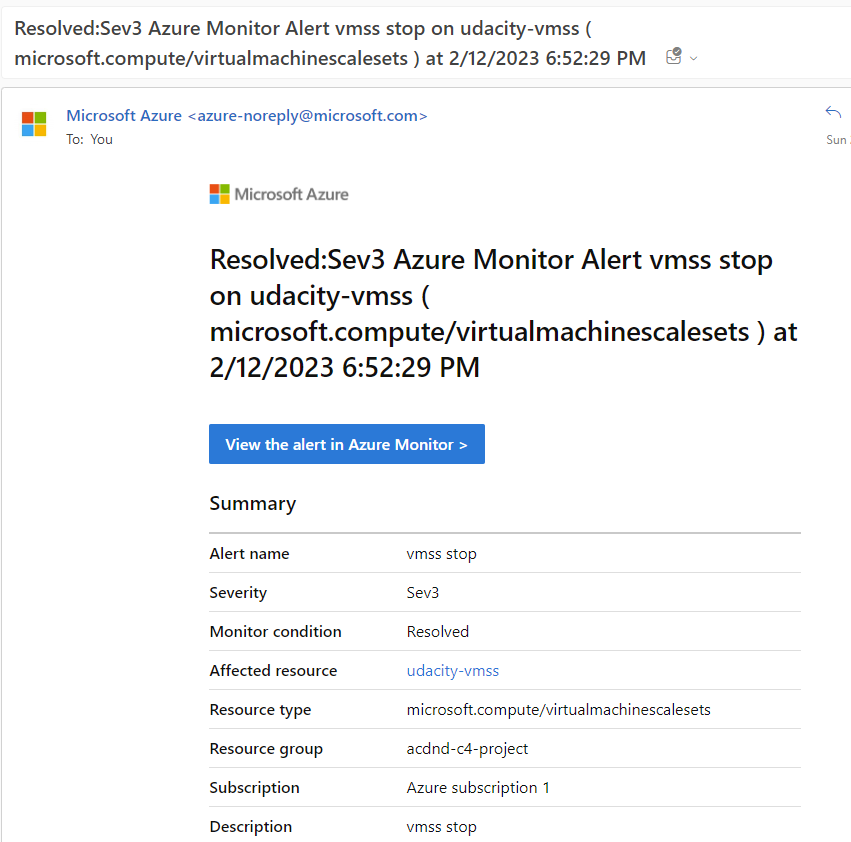 Resolved:Sev3 Azure Monitor Alert vmss stop on udacity-vmss (
microsoft.compute/virtualmachinescalesets ) at 2/12/2023 6:52:29 PM
Microsoft Azure <azure-noreply@microsoft.com>
To: You
Sun
Microsoft Azure
Resolved:Sev3 Azure Monitor Alert vmss stop
on udacity-vmss (
microsoft.compute/virtualmachinescalesets ) at
2/12/2023 6:52:29 PM
View the alert in Azure Monitor >
Summary
Alert name vmss stop
Severity Sev3
Monitor condition Resolved
Affected resource udacity-vmss
Resource type microsoft.compute/virtualmachinescalesets
Resource group acdnd-c4-project
Subscription Azure subscription 1
Description vmss stop